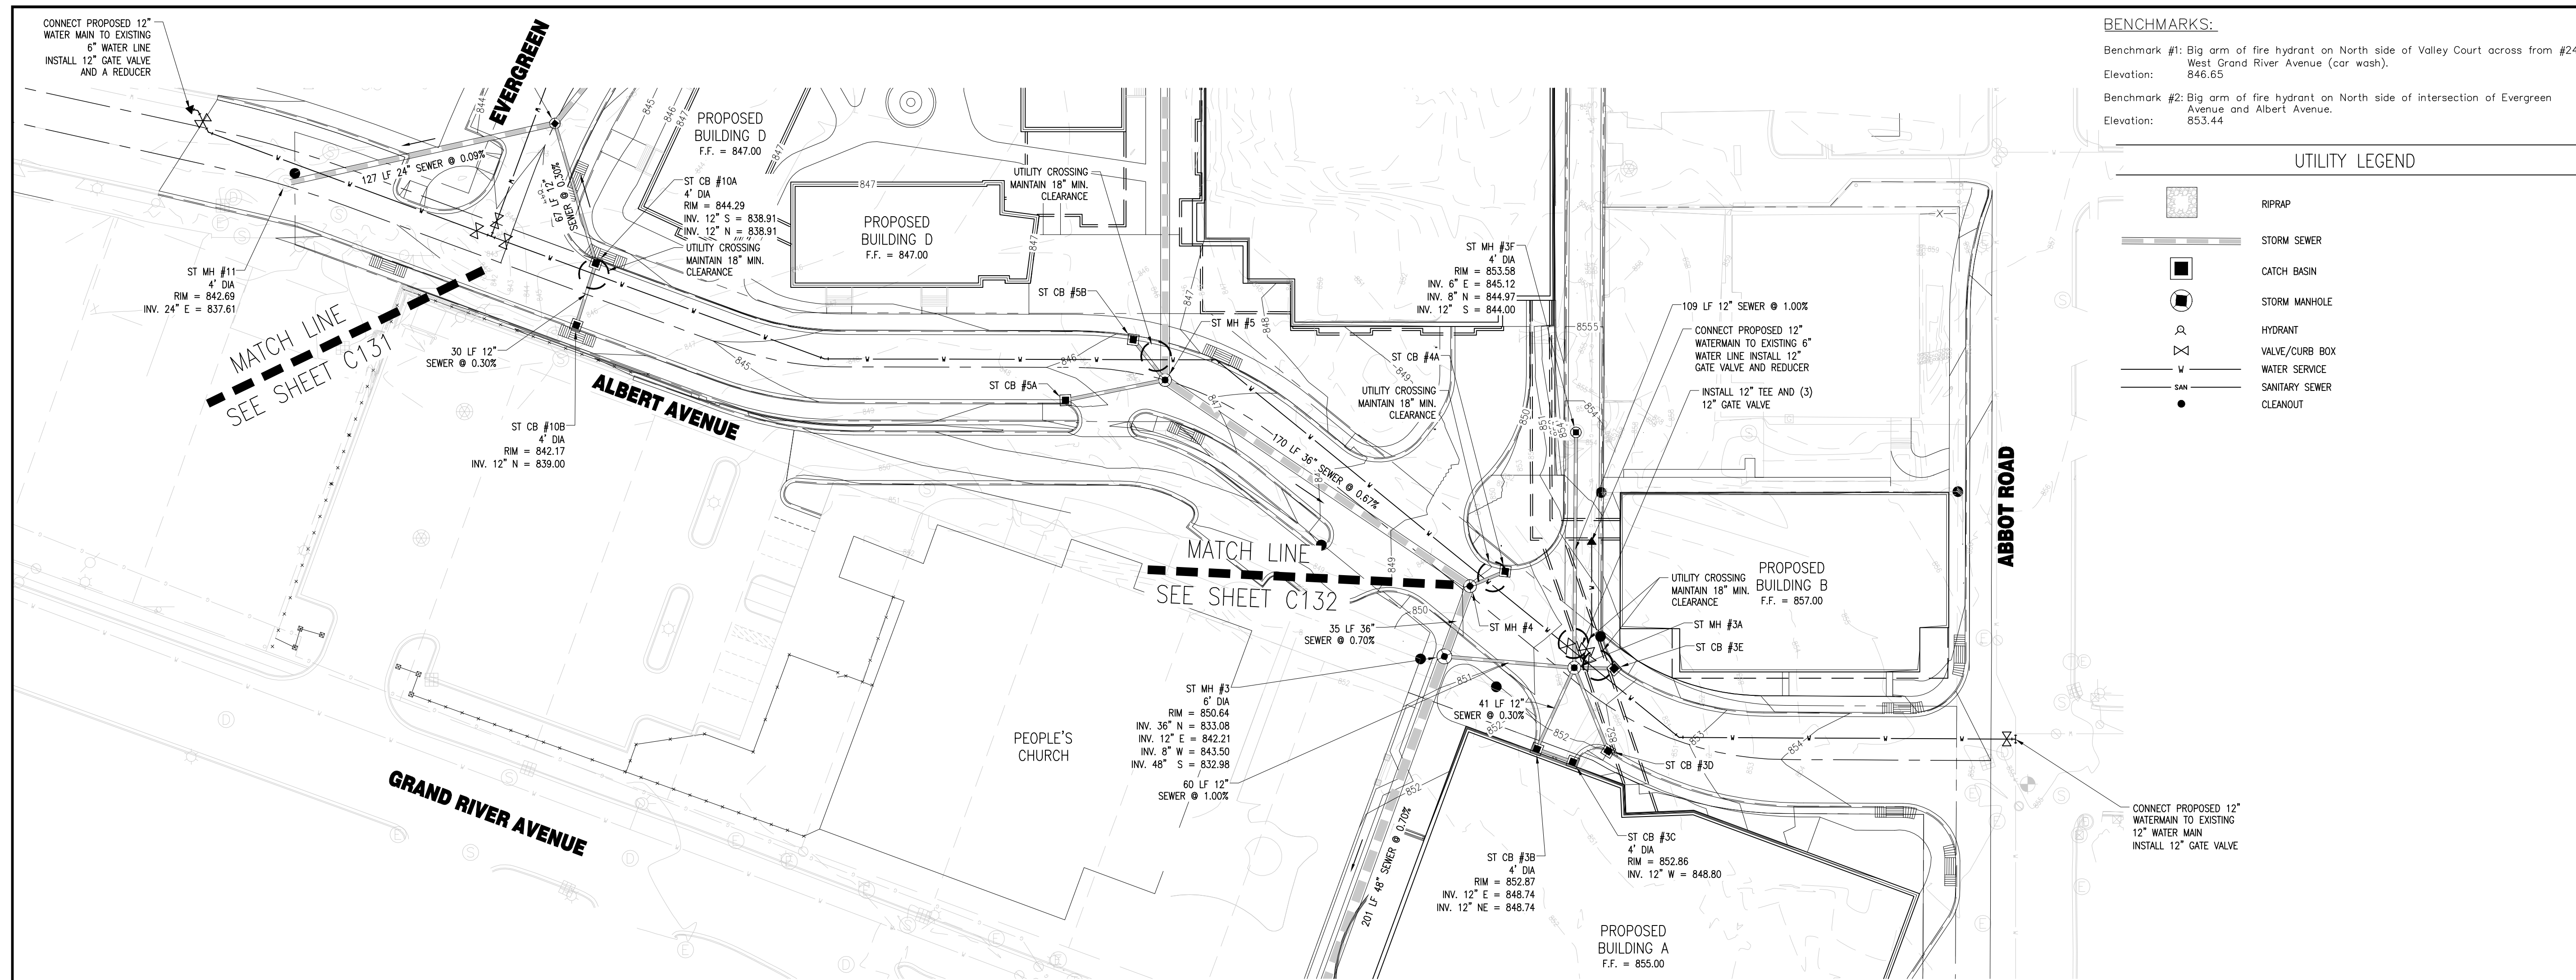 CONNECT PROPOSED 12"
WATER MAIN TO EXISTING
6" WATER LINE
INSTALL 12" GATE VALVE
AND A REDUCER
EVERGREEN
127 LF 24" SEWER @ 0.09%
67 LF 12"
SEWER @ 0.30%
ST MH #11
4' DIA
RIM = 842.69
INV. 24" E = 837.61
MATCH LINE
SEE SHEET C131
30 LF 12"
SEWER @ 0.30%
ST CB #10B
4' DIA
RIM = 842.17
INV. 12" N = 839.00
ALBERT AVENUE
PROPOSED
BUILDING D
F.F. = 847.00
ST CB #10A
4' DIA
RIM = 844.29
INV. 12" S = 838.91
INV. 12" N = 838.91
UTILITY CROSSING
MAINTAIN 18" MIN.
CLEARANCE
PROPOSED
BUILDING D
F.F. = 847.00
UTILITY CROSSING
MAINTAIN 18" MIN.
CLEARANCE
ST CB #5B
ST MH #5
ST CB #5A
170 LF 36" SEWER @ 0.67%
ST MH #3F
4' DIA
RIM = 853.58
INV. 6" E = 845.12
INV. 8" N = 844.97
INV. 12" S = 844.00
ST CB #4A
UTILITY CROSSING
MAINTAIN 18" MIN.
CLEARANCE
109 LF 12" SEWER @ 1.00%
CONNECT PROPOSED 12"
WATERMAIN TO EXISTING 6"
WATER LINE INSTALL 12"
GATE VALVE AND REDUCER
INSTALL 12" TEE AND (3)
12" GATE VALVE
MATCH LINE
SEE SHEET C132
35 LF 36"
SEWER @ 0.70%
ST MH #4
UTILITY CROSSING
MAINTAIN 18" MIN.
CLEARANCE
PROPOSED
BUILDING B
F.F. = 857.00
ST MH #3A
ST CB #3E
ABBOT ROAD
ST MH #3
6' DIA
RIM = 850.64
INV. 36" N = 833.08
INV. 12" E = 842.21
INV. 8" W = 843.50
INV. 48" S = 832.98
60 LF 12"
SEWER @ 1.00%
41 LF 12"
SEWER @ 0.30%
ST CB #3D
PEOPLE'S
CHURCH
GRAND RIVER AVENUE
201 LF 48" SEWER @ 0.70%
ST CB #3B
4' DIA
RIM = 852.87
INV. 12" E = 848.74
INV. 12" NE = 848.74
ST CB #3C
4' DIA
RIM = 852.86
INV. 12" W = 848.80
PROPOSED
BUILDING A
F.F. = 855.00
CONNECT PROPOSED 12"
WATERMAIN TO EXISTING
12" WATER MAIN
INSTALL 12" GATE VALVE
BENCHMARKS:
Benchmark #1: Big arm of fire hydrant on North side of Valley Court across from #24
West Grand River Avenue (car wash).
Elevation: 846.65
Benchmark #2: Big arm of fire hydrant on North side of intersection of Evergreen
Avenue and Albert Avenue.
Elevation: 853.44
UTILITY LEGEND
RIPRAP
STORM SEWER
CATCH BASIN
STORM MANHOLE
HYDRANT
VALVE/CURB BOX
W WATER SERVICE
SAN SANITARY SEWER
CLEANOUT